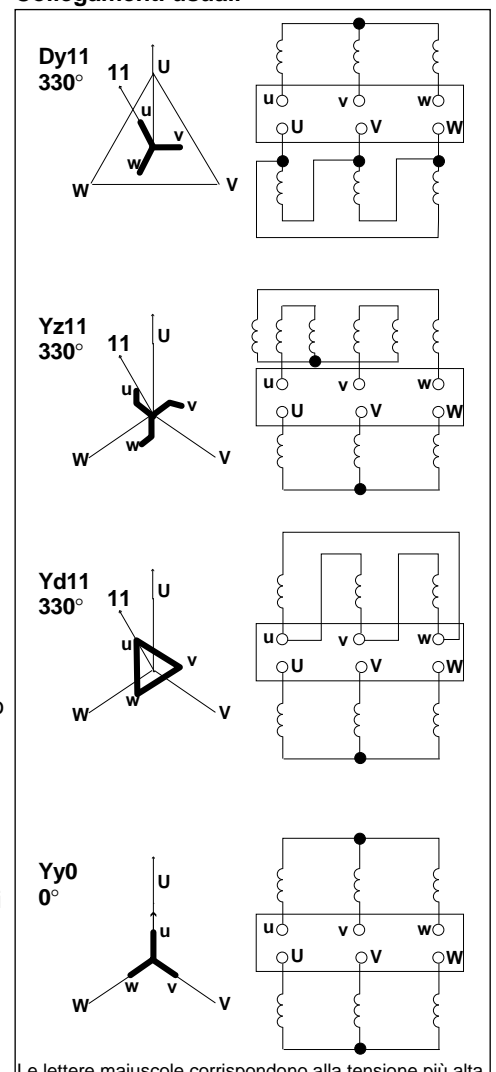 Collegamenti usuali
Dy11
330°
11
U
u
v
w
W
V
u
v
w
U
V
W
Yz11
330°
11
U
u
v
w
W
V
u
v
w
U
V
W
Yd11
330°
11
U
u
v
w
W
V
u
v
w
U
V
W
o
Yy0
0°
U
u
w
v
W
V
u
v
w
U
V
W
i
Le lettere maiuscole corrispondono alla tensione più alta